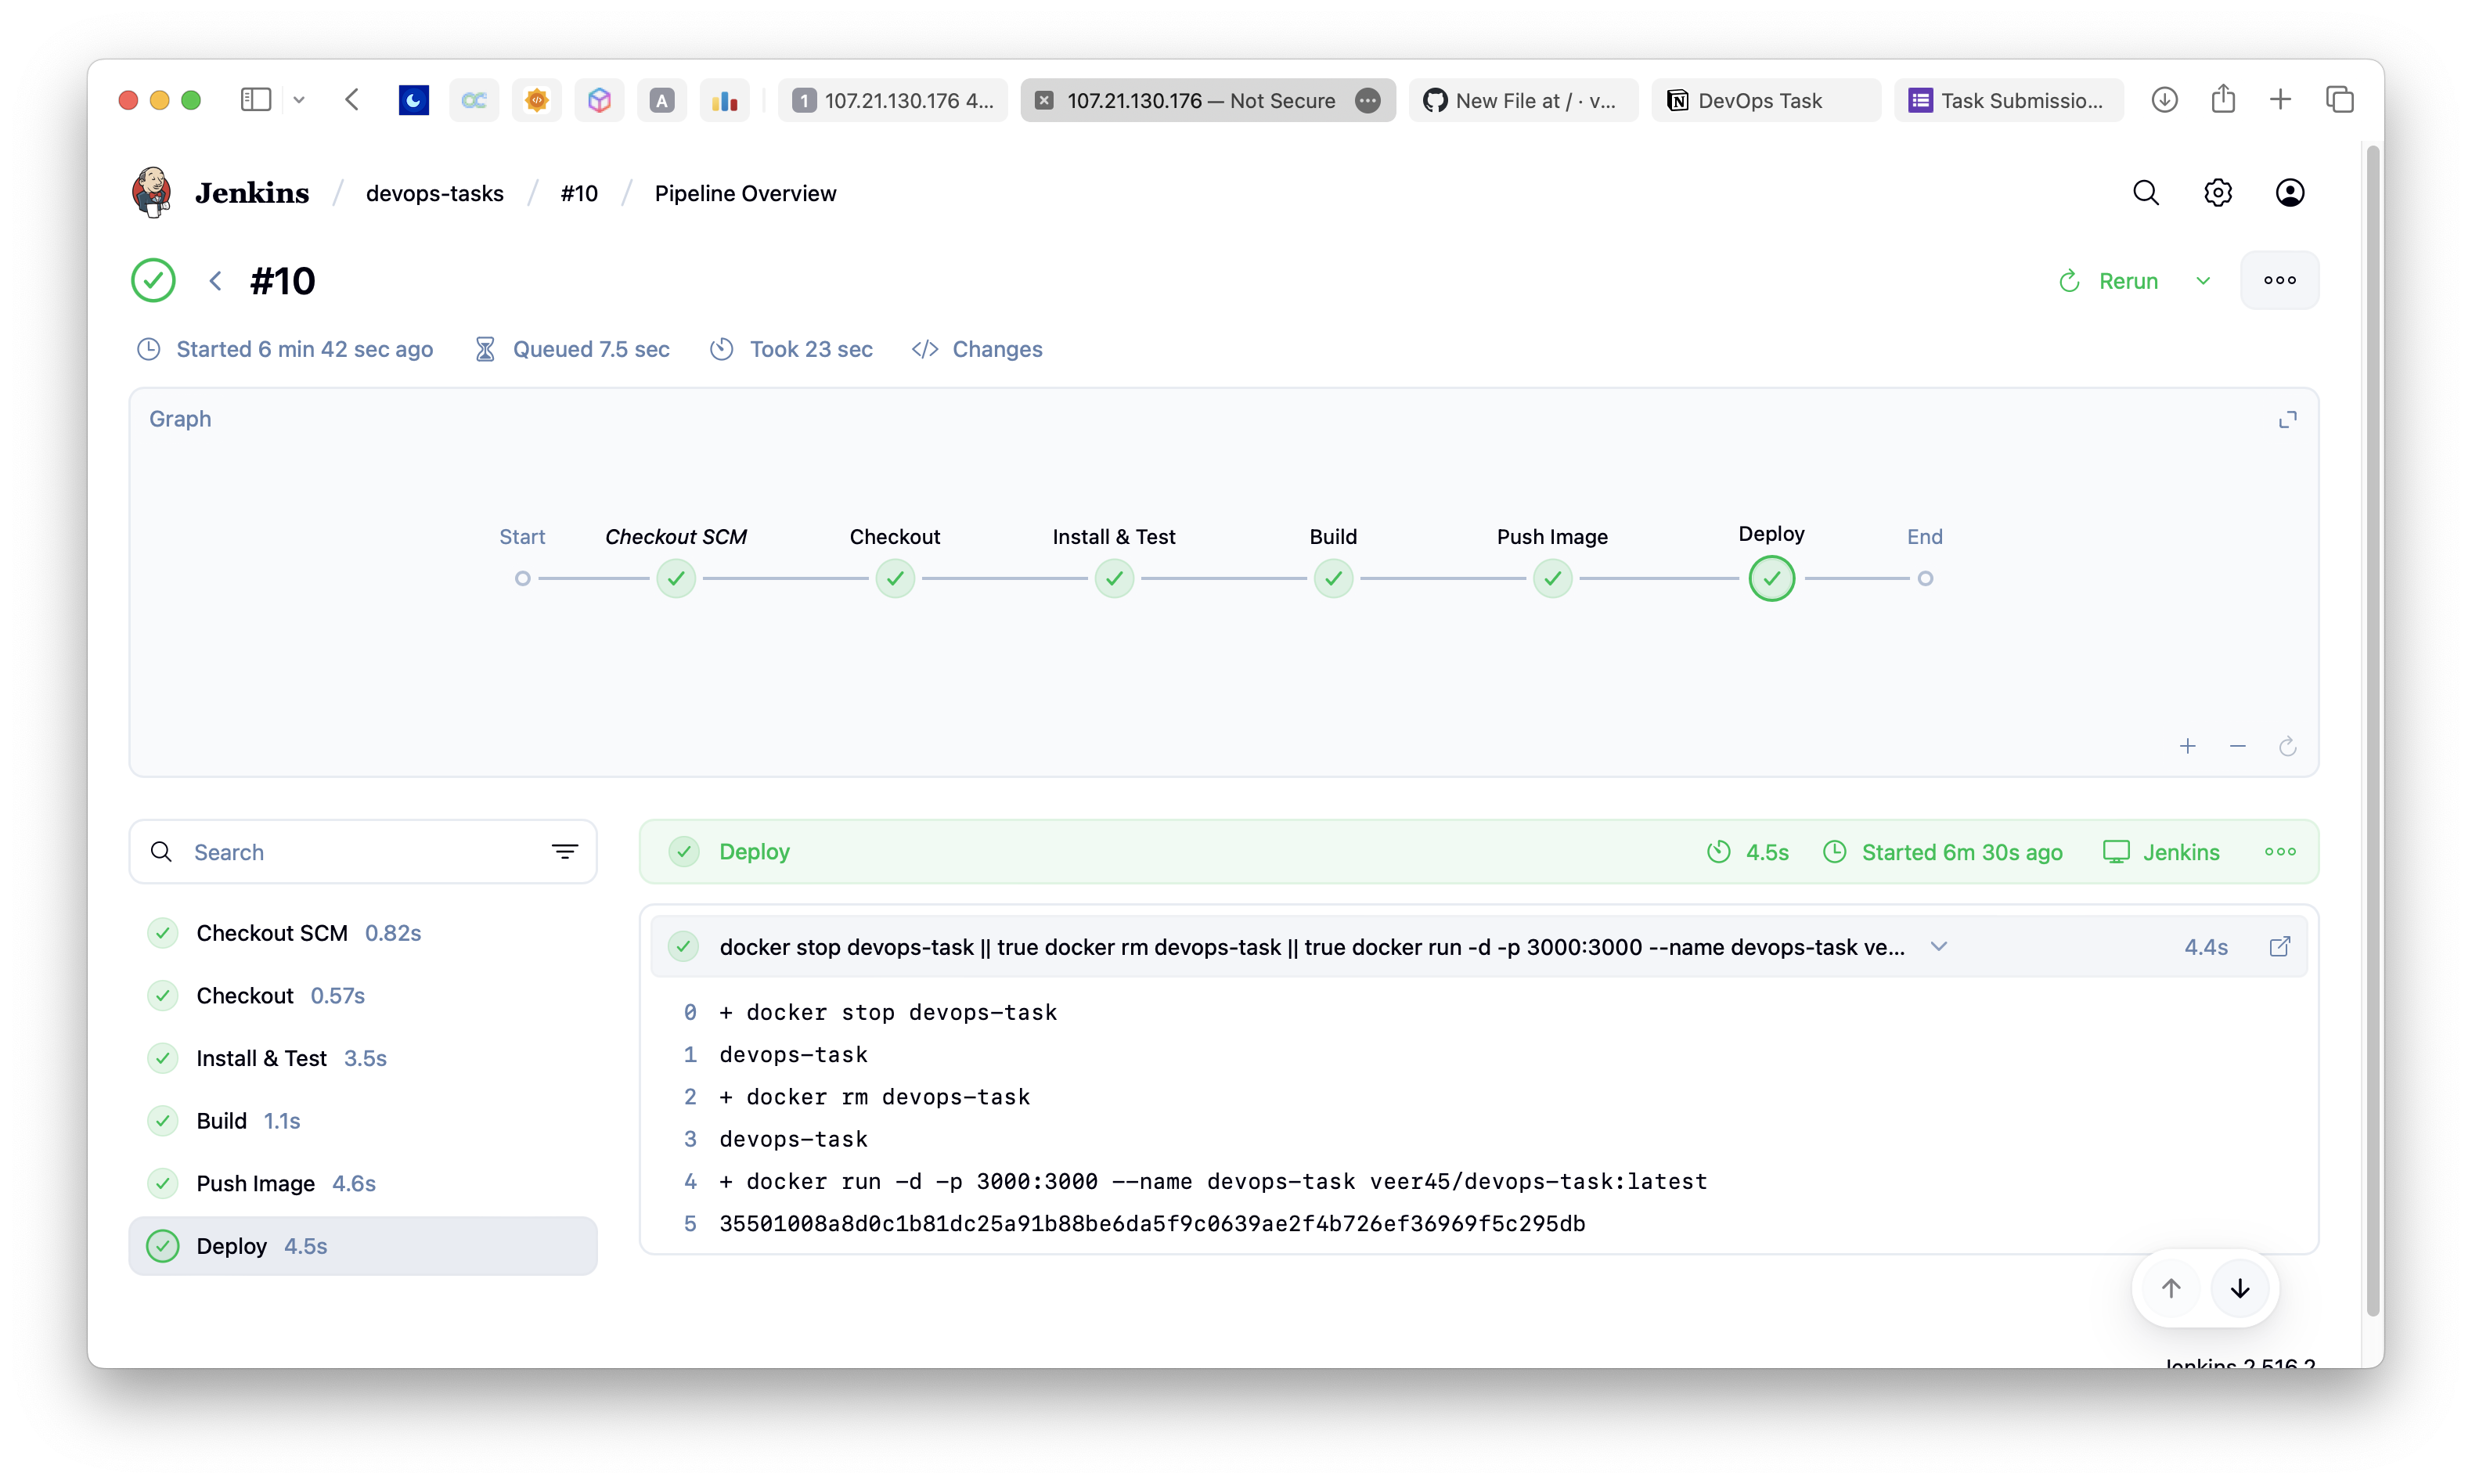 1 107.21.130.176 4...
107.21.130.176 — Not Secure
New File at / · v...
DevOps Task
Task Submissio...
Jenkins / devops-tasks / #10 / Pipeline Overview
#10
Rerun
Started 6 min 42 sec ago
Queued 7.5 sec
Took 23 sec
Changes
Graph
Start
Checkout SCM
Checkout
Install & Test
Build
Push Image
Deploy
End
Search
Checkout SCM 0.82s
Checkout 0.57s
Install & Test 3.5s
Build 1.1s
Push Image 4.6s
Deploy 4.5s
Deploy
4.5s
Started 6m 30s ago
Jenkins
docker stop devops-task || true docker rm devops-task || true docker run -d -p 3000:3000 --name devops-task ve...
4.4s
0 + docker stop devops-task
1 devops-task
2 + docker rm devops-task
3 devops-task
4 + docker run -d -p 3000:3000 --name devops-task veer45/devops-task:latest
5 35501008a8d0c1b81dc25a91b88be6da5f9c0639ae2f4b726ef36969f5c295db
Jenkins 2.516.2